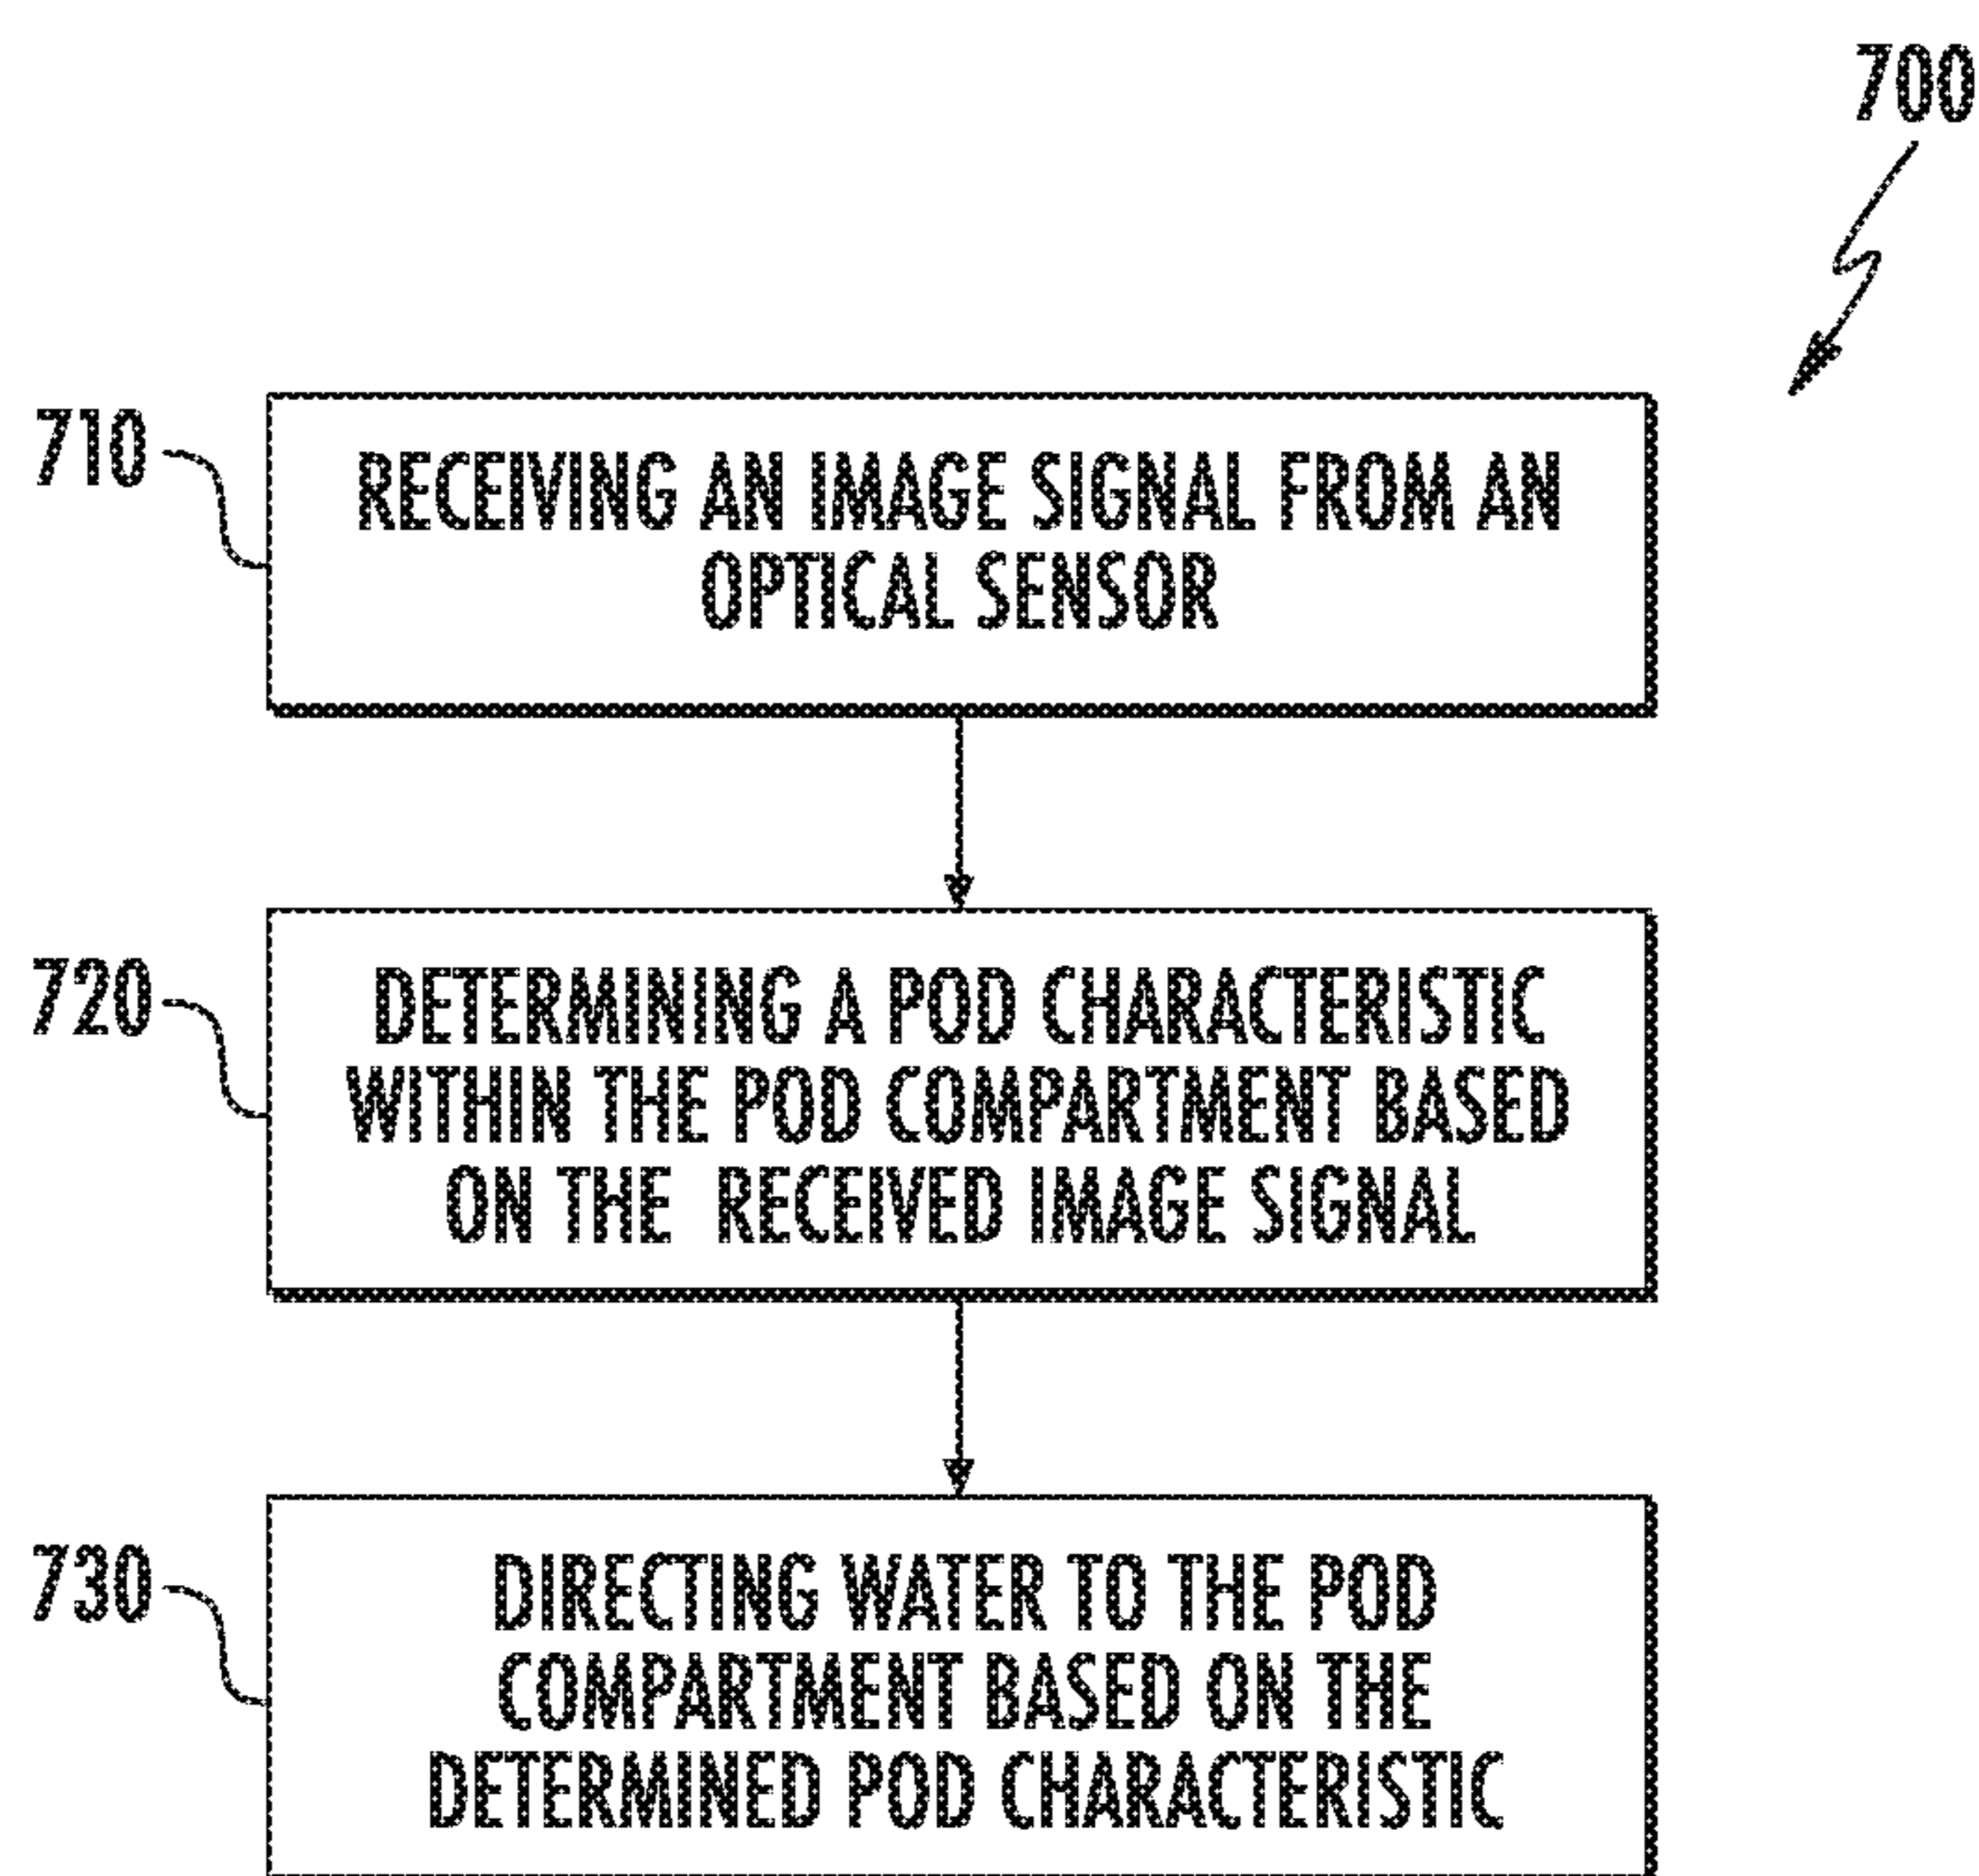 700
710
RECEIVING AN IMAGE SIGNAL FROM AN
OPTICAL SENSOR
720
DETERMINING A POD CHARACTERISTIC
WITHIN THE POD COMPARTMENT BASED
ON THE RECEIVED IMAGE SIGNAL
730
DIRECTING WATER TO THE POD
COMPARTMENT BASED ON THE
DETERMINED POD CHARACTERISTIC